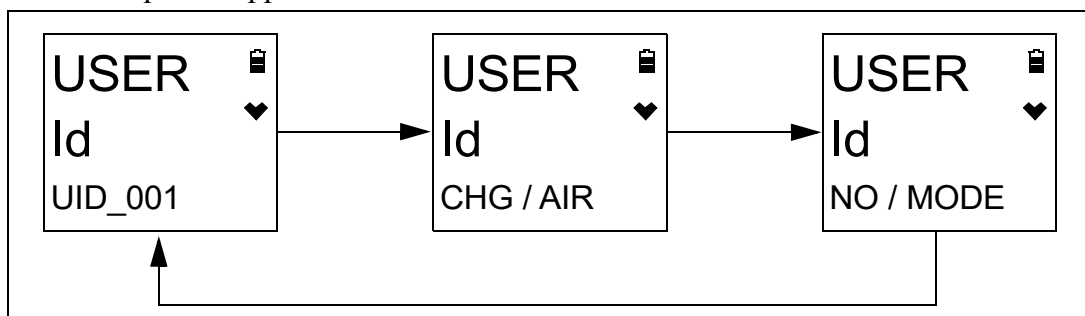 USER
Id
UID_001
USER
Id
CHG / AIR
USER
Id
NO / MODE